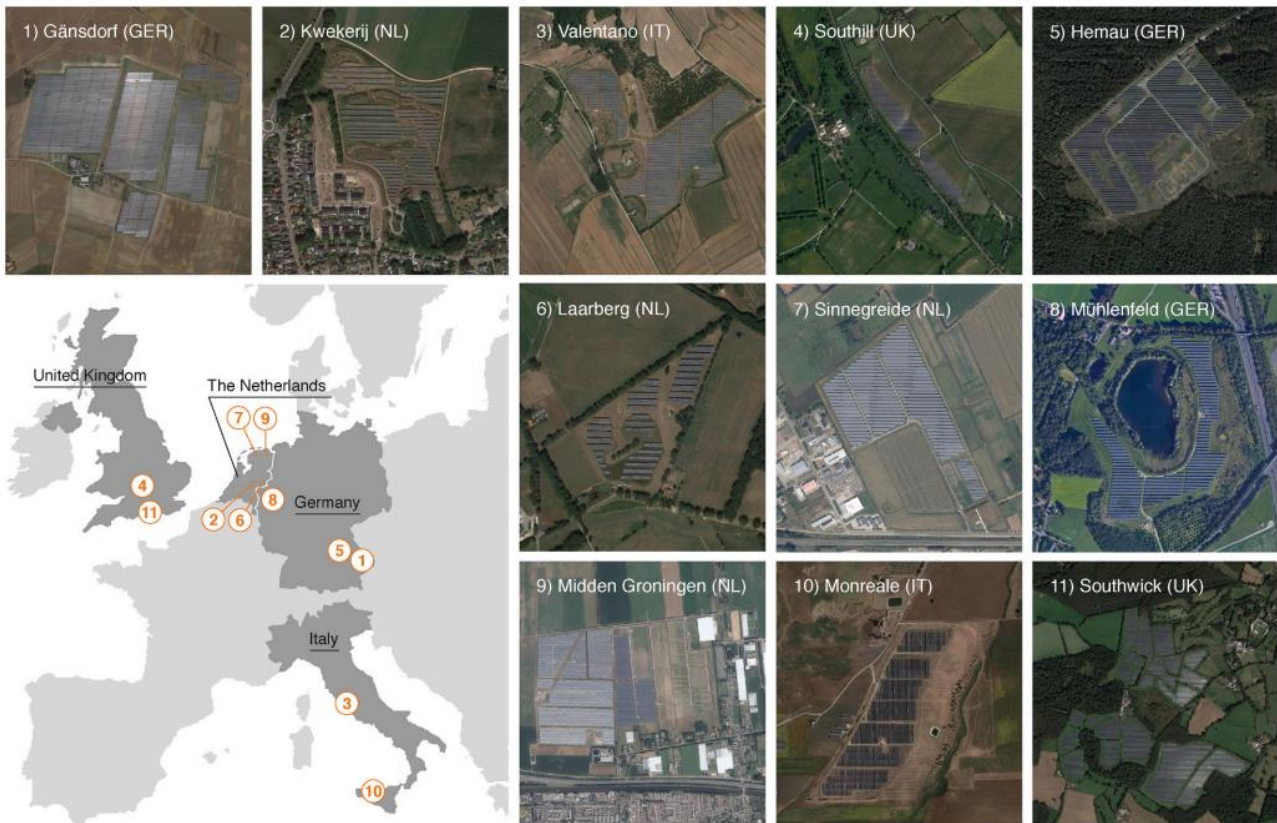 1) Gänsdorf (GER)
2) Kwekerij (NL)
3) Valentano (IT)
4) Southill (UK)
5) Hemau (GER)
United Kingdom
The Netherlands
7
9
4
11
2
6
8
Germany
5
1
Italy
3
10
6) Laarberg (NL)
7) Sinnegreide (NL)
8) Mühlenfeld (GER)
9) Midden Groningen (NL)
10) Monreale (IT)
11) Southwick (UK)